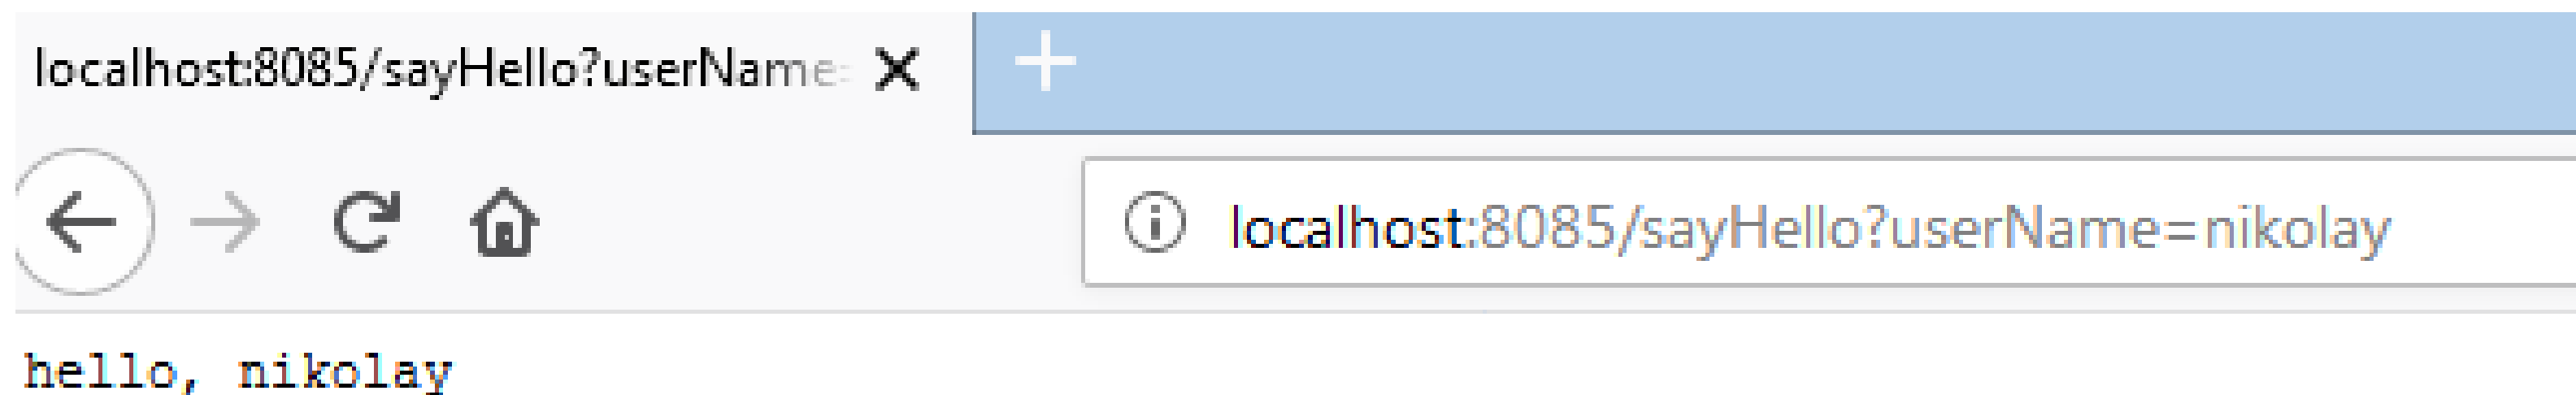 localhost:8085/sayHello?userName=
localhost:8085/sayHello?userName=nikolay
hello, nikolay